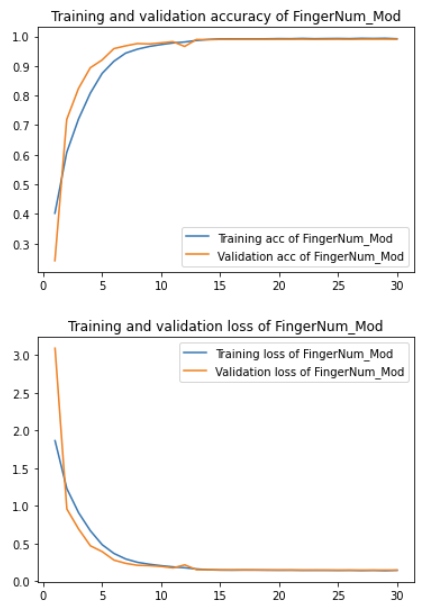 Training and validation accuracy of FingerNum_Mod
1.0
0.9
0.8
0.7
0.6
0.5
0.4
0.3
0 5 10 15 20 25 30
Training acc of FingerNum_Mod
Validation acc of FingerNum_Mod
Training and validation loss of FingerNum_Mod
Training loss of FingerNum_Mod
Validation loss of FingerNum_Mod
3.0
2.5
2.0
1.5
1.0
0.5
0.0
0 5 10 15 20 25 30